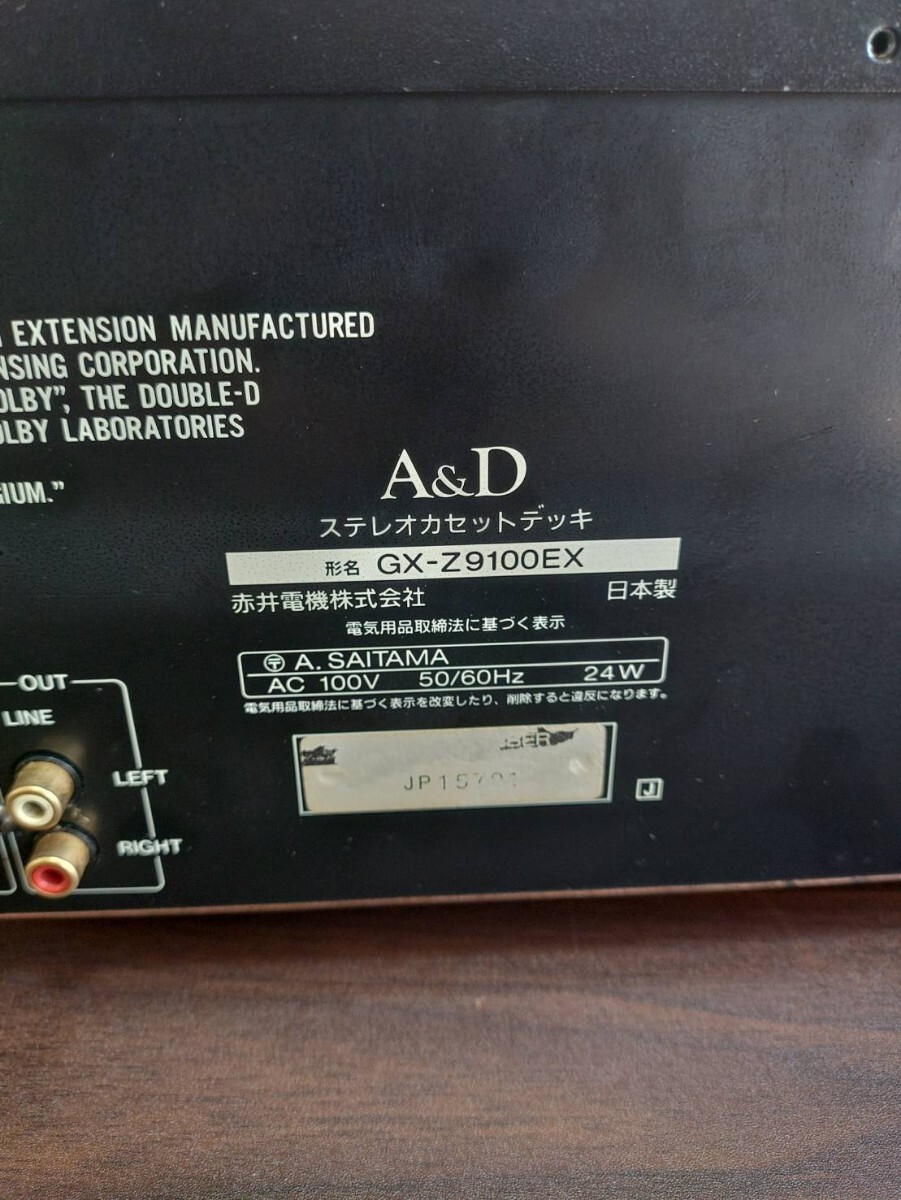 EXTENSION MANUFACTURED
NSING CORPORATION.
OLBY”, THE DOUBLE-D
OLBY LABORATORIES
GIUM.”
A&D
ステレオカセットデッキ
形名 GX-Z9100EX
赤井電機株式会社 日本製
電気用品取締法に基づく表示
〶 A. SAITAMA
AC 100V 50/60Hz 24W
電気用品取締法に基づく表示を改変したり、削除すると違反になります。
JP
J
OUT
LINE
LEFT
RIGHT